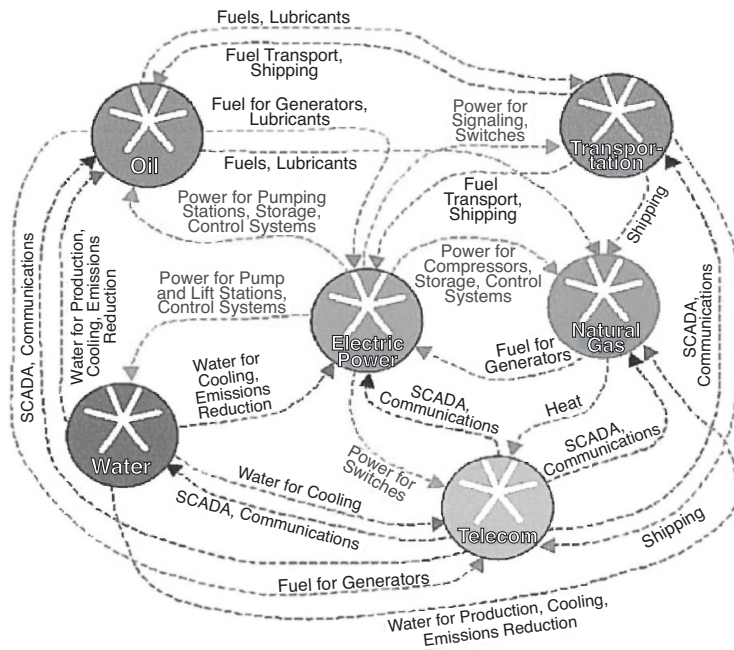 Fuels, Lubricants
Fuel Transport,
Shipping
Fuel for Generators,
Lubricants
Power for
Signaling,
Switches
Oil
Transpor-
tation
Fuels, Lubricants
Fuel
Transport,
Shipping
Shipping
Power for Pumping
Stations, Storage,
Control Systems
Power for
Compressors,
Storage, Control
Systems
Power for Pump
and Lift Stations,
Control Systems
SCADA, Communications
Water for Production,
Cooling, Emissions
Reduction
Electric
Power
Natural
Gas
SCADA,
Communications
Water for
Cooling,
Emissions
Reduction
Fuel for
Generators
SCADA,
Communications
Heat
SCADA,
Communications
Water
Power for
Switches
Water for Cooling
SCADA, Communications
Telecom
Shipping
Fuel for Generators
Water for Production, Cooling,
Emissions Reduction